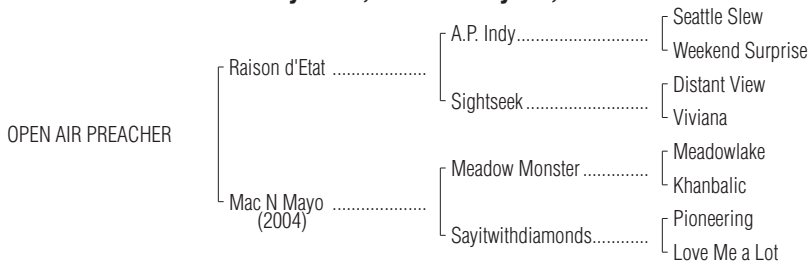 Seattle Slew
A.P. Indy
Weekend Surprise
Raison d'Etat
Distant View
Sightseek
Viviana
OPEN AIR PREACHER
Meadowlake
Meadow Monster
Khanbalic
Mac N Mayo
(2004)
Pioneering
Sayitwithdiamonds
Love Me a Lot